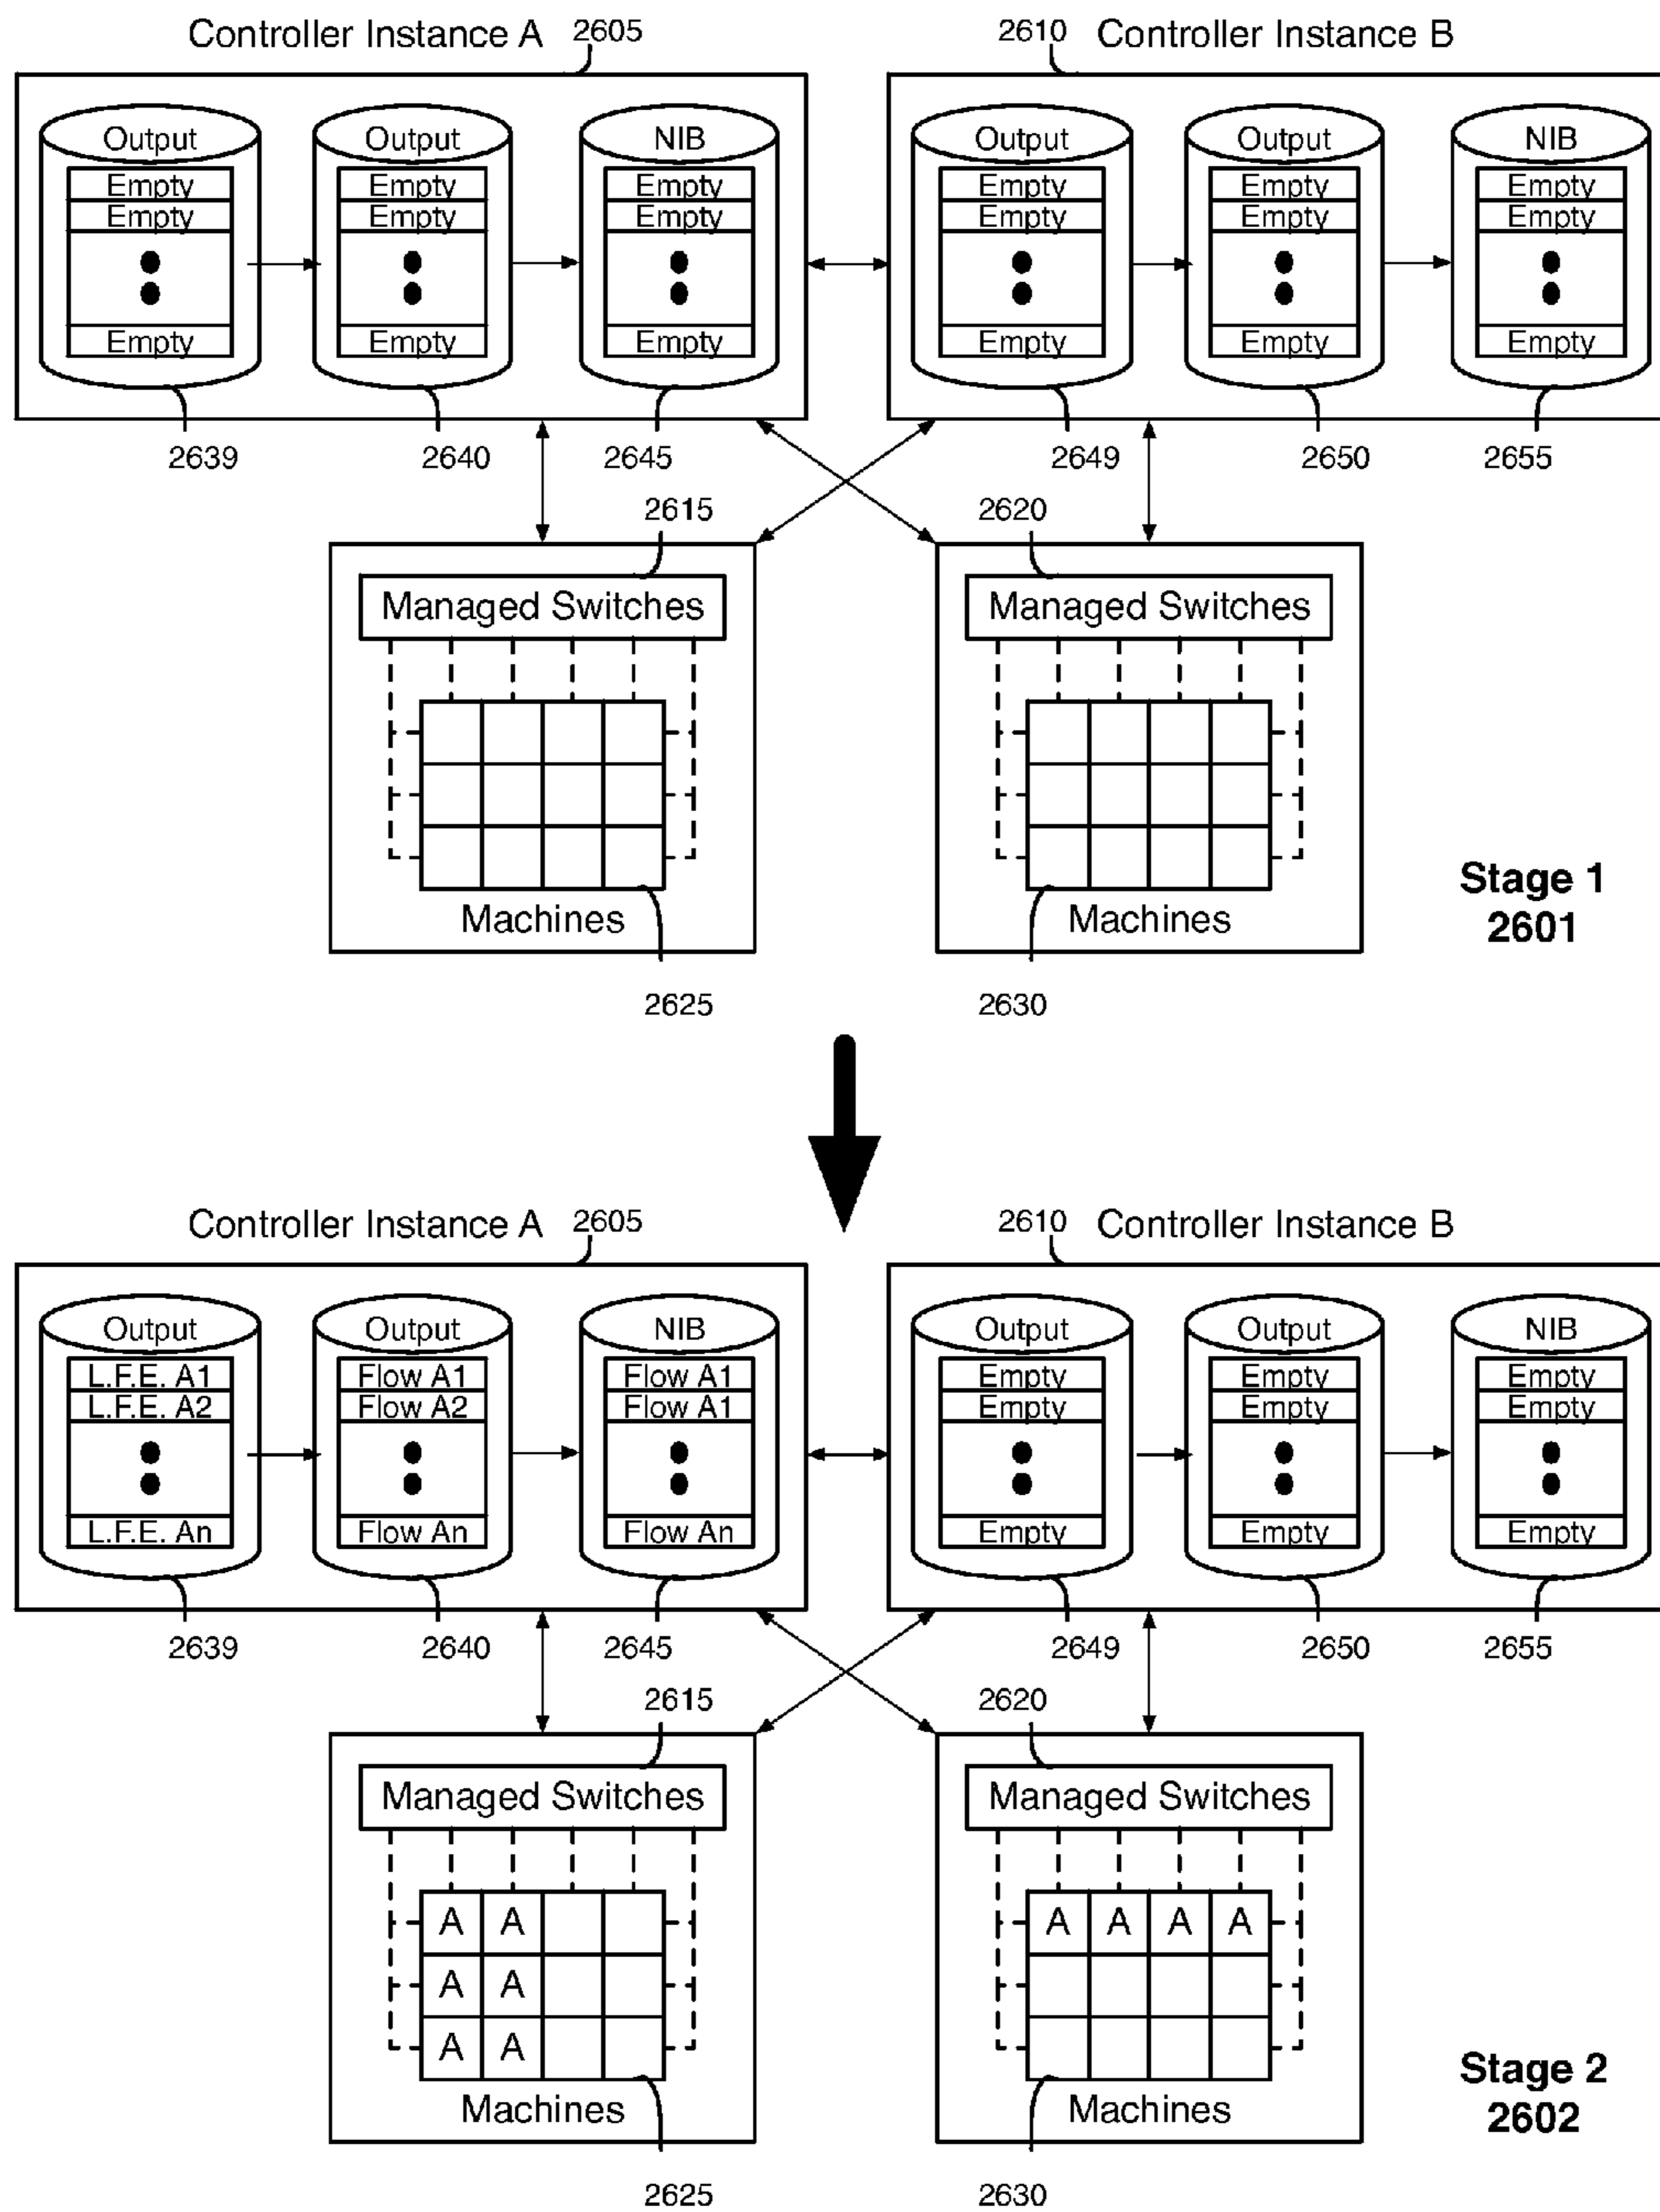 Controller Instance A 2605
2610 Controller Instance B
Output Output NIB Output Output NIB
Empty Empty Empty Empty Empty Empty
Empty Empty Empty Empty Empty Empty
Empty Empty Empty Empty Empty Empty
2639 2640 2645 2649 2650 2655
2615 2620
Managed Switches Managed Switches
Machines Machines
2625 2630
Stage 1
2601
Controller Instance A 2605
2610 Controller Instance B
Output Output NIB Output Output NIB
L.F.E. A1 Flow A1 Flow A1 Empty Empty Empty
L.F.E. A2 Flow A2 Flow A1 Empty Empty Empty
L.F.E. An Flow An Flow An Empty Empty Empty
2639 2640 2645 2649 2650 2655
2615 2620
Managed Switches Managed Switches
A A A A A A
A A
A A
Machines Machines
2625 2630
Stage 2
2602